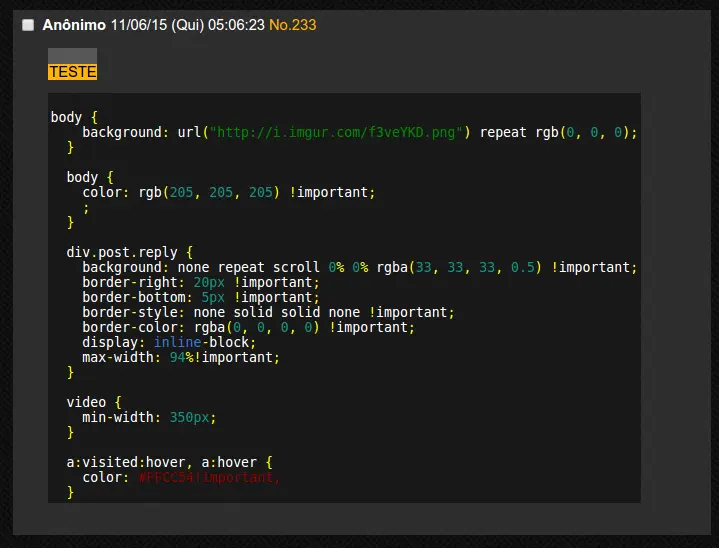 Anônimo 11/06/15 (Qui) 05:06:23 No.233
TESTE
body {
background: url("http://i.imgur.com/f3veYKD.png") repeat rgb(0, 0, 0);
}
body {
color: rgb(205, 205, 205) !important;
;
}
div.post.reply {
background: none repeat scroll 0% 0% rgba(33, 33, 33, 0.5) !important;
border-right: 20px !important;
border-bottom: 5px !important;
border-style: none solid solid none !important;
border-color: rgba(0, 0, 0, 0) !important;
display: inline-block;
max-width: 94%!important;
}
video {
min-width: 350px;
}
a:visited:hover, a:hover {
color: #FFCC54!important;
}